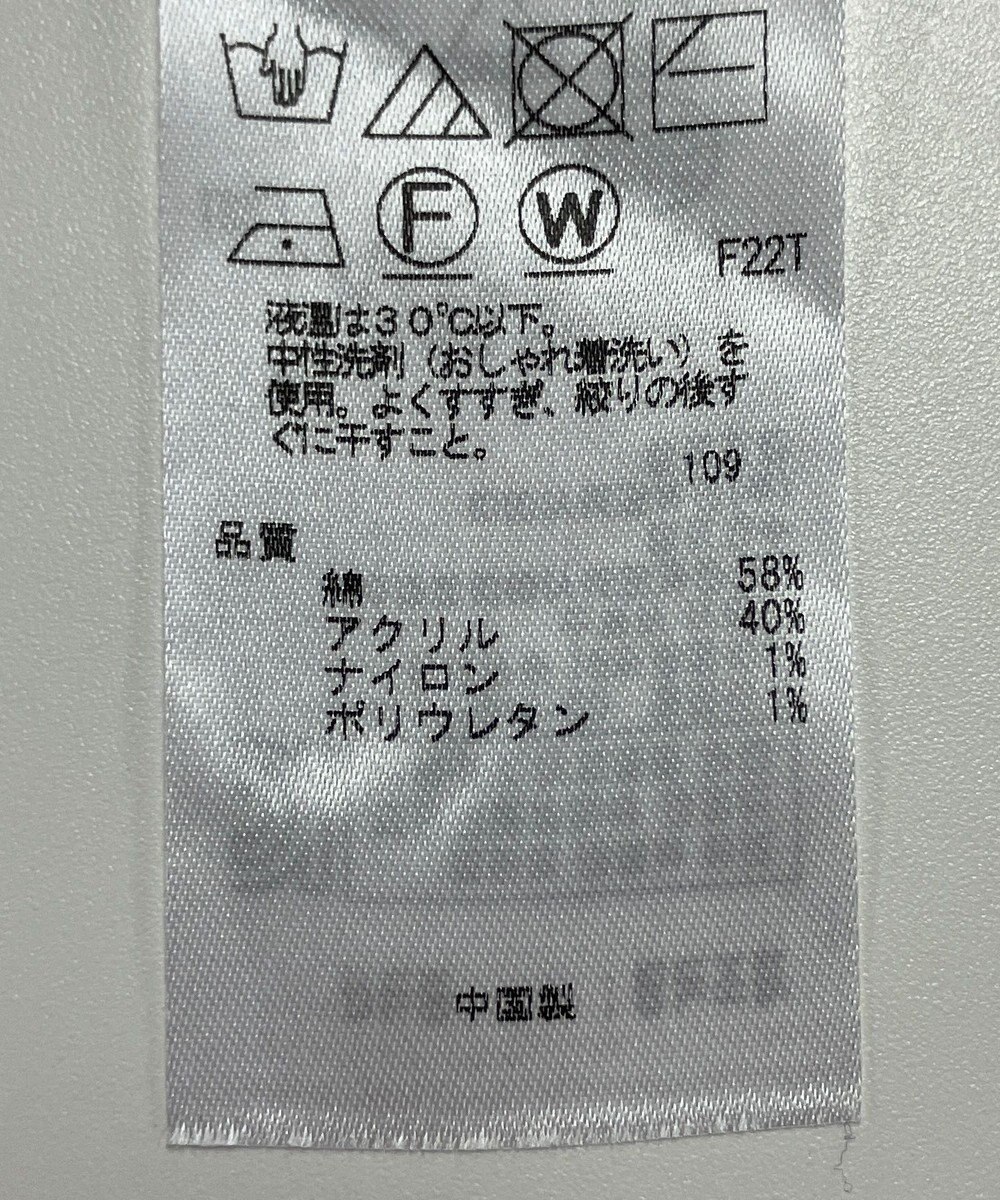 F
W
F22T
液温は30℃以下。
中性洗剤(おしゃれ着洗い)を
使用。よくすすぎ、絞りの後す
ぐに干すこと。
109
品質
綿 58%
アクリル 40%
ナイロン 1%
ポリウレタン 1%
中国製